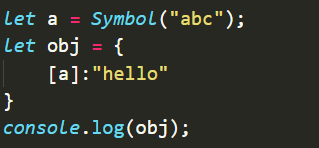 let a = Symbol("abc");
let obj = {
    [a]:"hello"
}
console.log(obj);